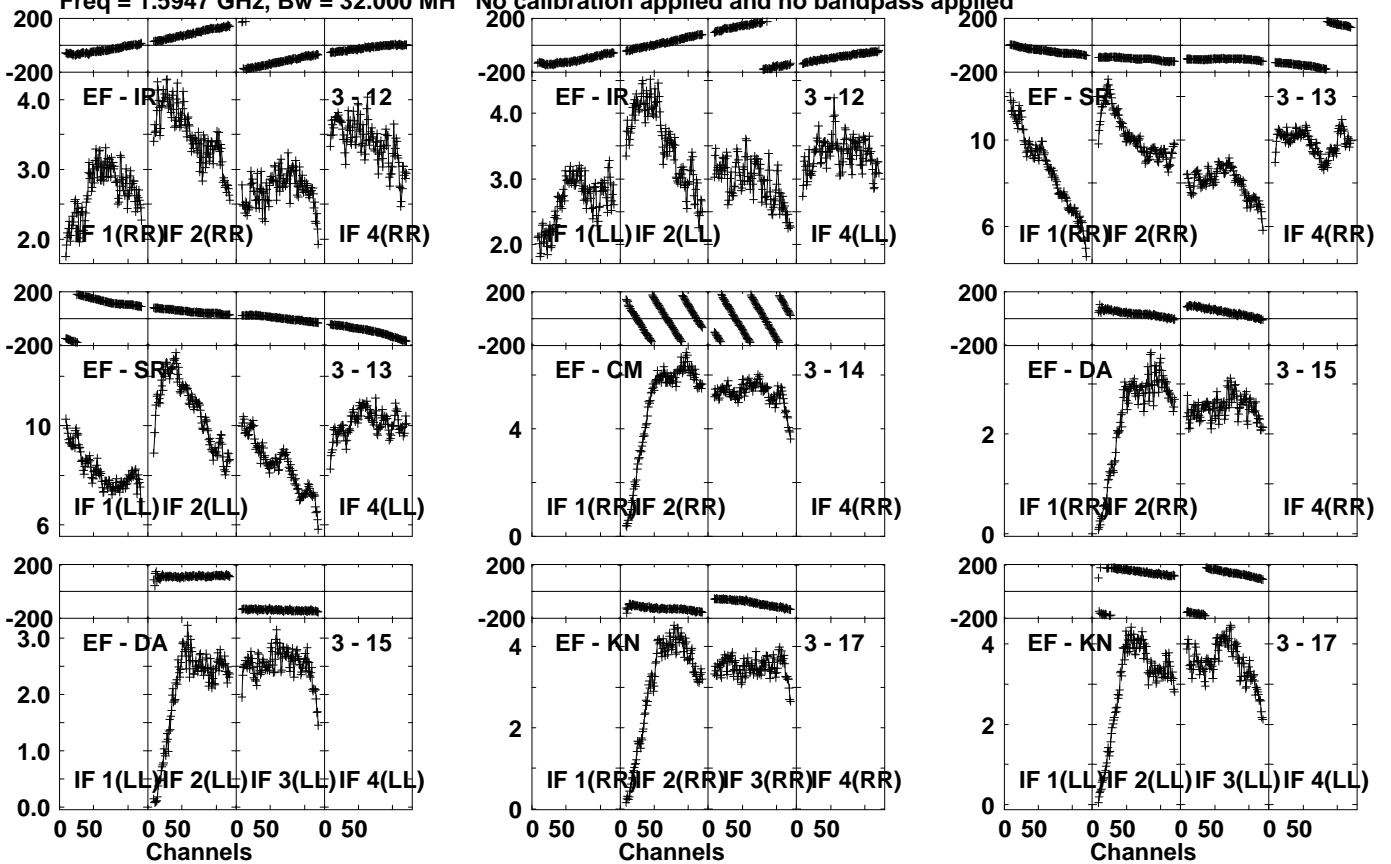 Freq = 1.5947 GHz, Bw = 32.000 MH No calibration applied and no bandpass applied
200
-200
EF - IR
3 - 12
4.0
3.0
2.0
IF 1(RR)
IF 2(RR)
IF 4(RR)
EF - IR
3 - 12
4.0
3.0
2.0
IF 1(LL)
IF 2(LL)
IF 4(LL)
200
-200
EF - SR
3 - 13
10
6
IF 1(RR)
IF 2(RR)
IF 4(RR)
200
-200
EF - SR
3 - 13
10
6
IF 1(LL)
IF 2(LL)
IF 4(LL)
200
-200
EF - CM
3 - 14
4
0
IF 1(RR)
IF 2(RR)
IF 4(RR)
200
-200
EF - DA
3 - 15
2
0
IF 1(RR)
IF 2(RR)
IF 4(RR)
200
-200
EF - DA
3 - 15
3.0
2.0
1.0
0.0
IF 1(LL)
IF 2(LL)
IF 3(LL)
IF 4(LL)
0 50 0 50 0 50 0 50
Channels
200
-200
EF - KN
3 - 17
4
2
0
IF 1(RR)
IF 2(RR)
IF 3(RR)
IF 4(RR)
0 50 0 50 0 50 0 50
Channels
200
-200
EF - KN
3 - 17
4
2
0
IF 1(LL)
IF 2(LL)
IF 3(LL)
IF 4(LL)
0 50 0 50 0 50 0 50
Channels